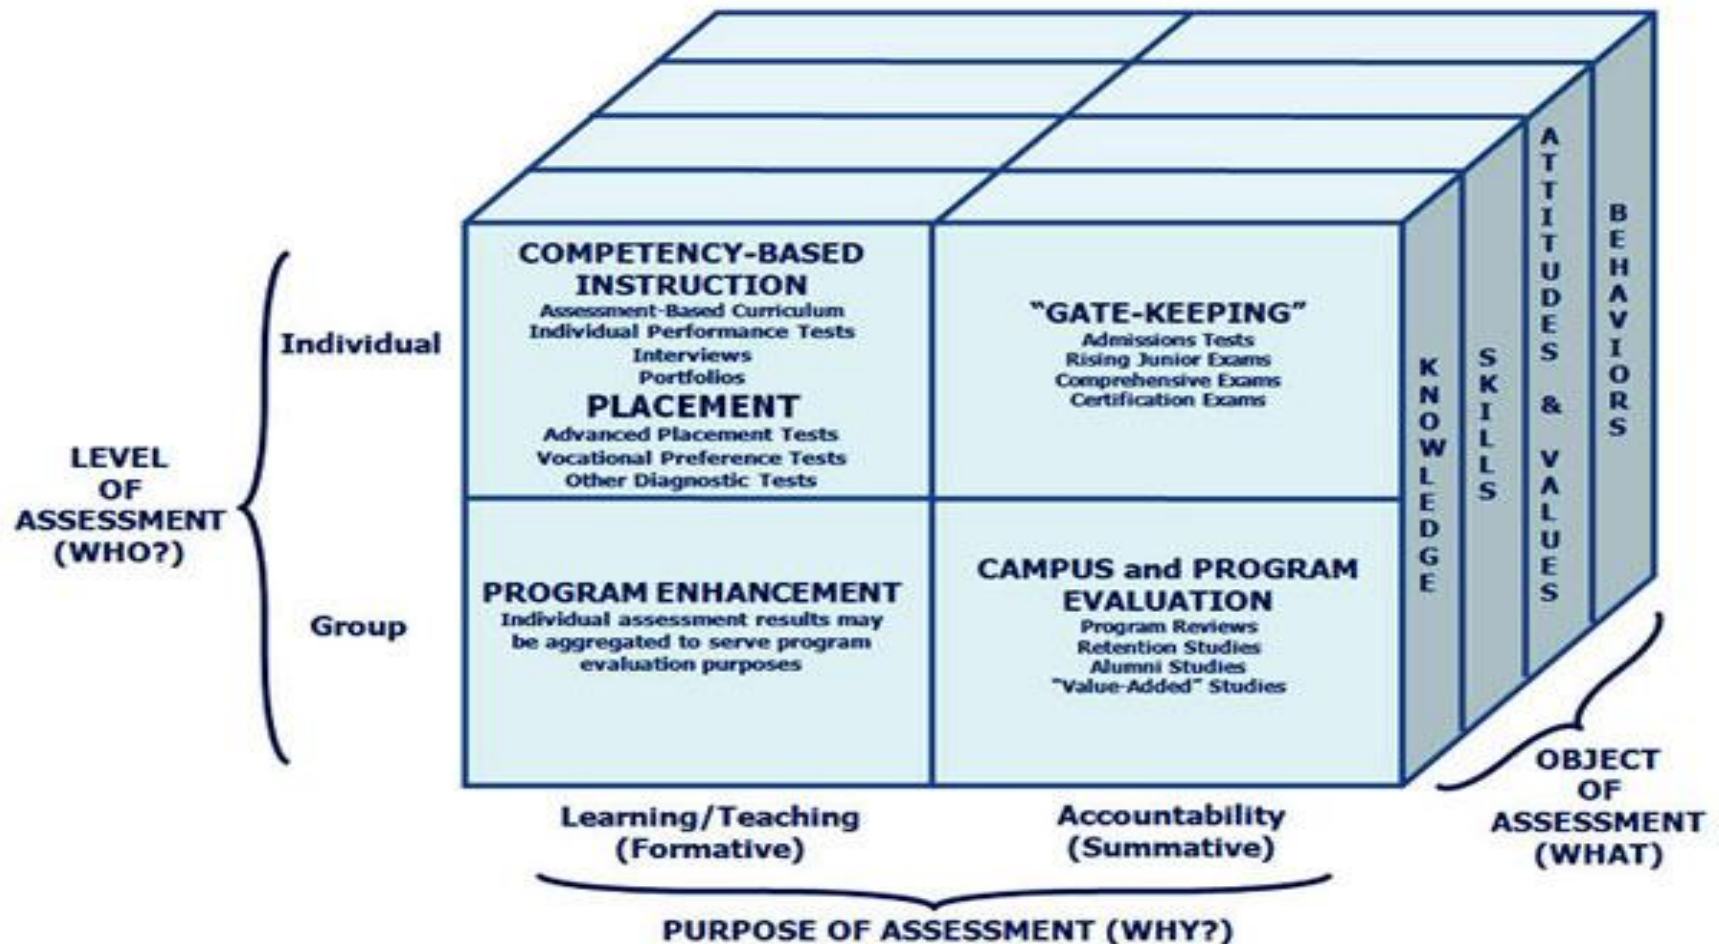 COMPETENCY-BASED
INSTRUCTION
Assessment-Based Curriculum
Individual Performance Tests
Interviews
Portfolios
PLACEMENT
Advanced Placement Tests
Vocational Preference Tests
Other Diagnostic Tests
"GATE-KEEPING"
Admissions Tests
Rising Junior Exams
Comprehensive Exams
Certification Exams
PROGRAM ENHANCEMENT
Individual assessment results may
be aggregated to serve program
evaluation purposes
CAMPUS and PROGRAM
EVALUATION
Program Reviews
Retention Studies
Alumni Studies
"Value-Added" Studies
KNOWLEDGE
SKILLS
ATTITUDES & VALUES
BEHAVIORS
Individual
LEVEL
OF
ASSESSMENT
(WHO?)
Group
Learning/Teaching
(Formative)
Accountability
(Summative)
PURPOSE OF ASSESSMENT (WHY?)
OBJECT
OF
ASSESSMENT
(WHAT)